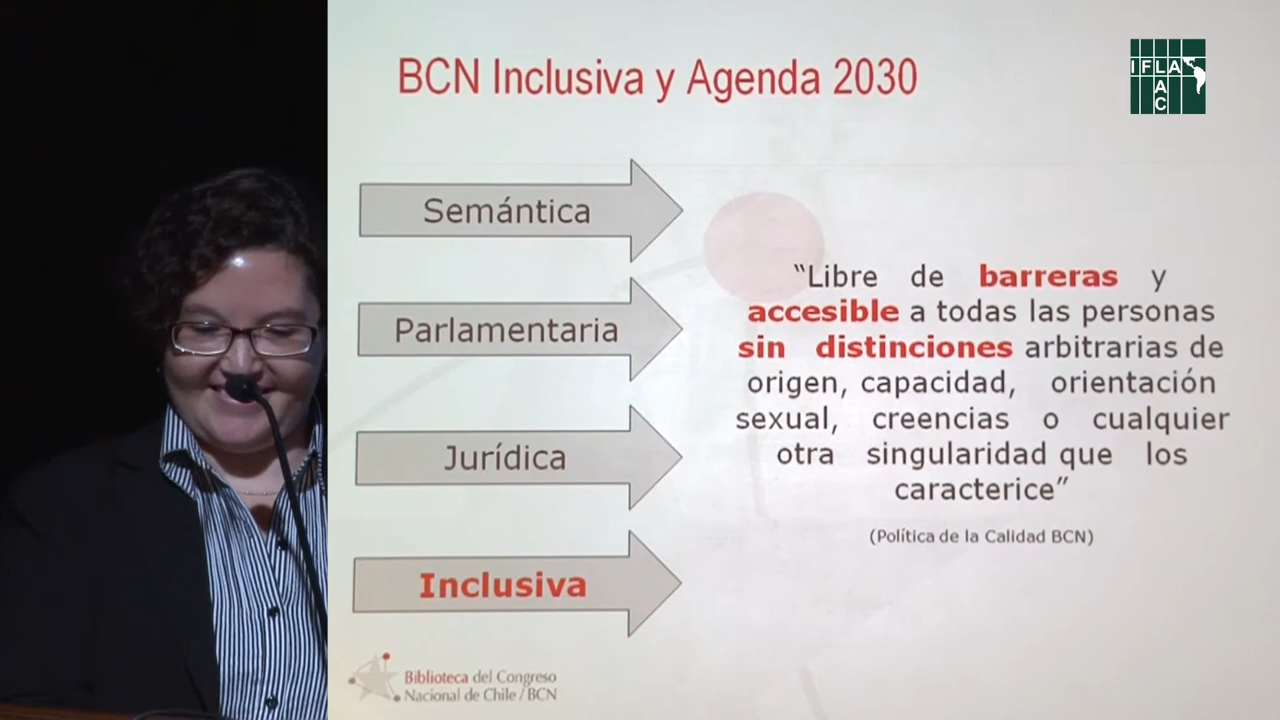 BCN Inclusiva y Agenda 2030
IFLA
A
C
Semántica
Parlamentaria
Jurídica
Inclusiva
“Libre de barreras y
accesible a todas las personas
sin distinciones arbitrarias de
origen, capacidad, orientación
sexual, creencias o cualquier
otra singularidad que los
caracterice”
(Política de la Calidad BCN)
Biblioteca del Congreso
Nacional de Chile / BCN